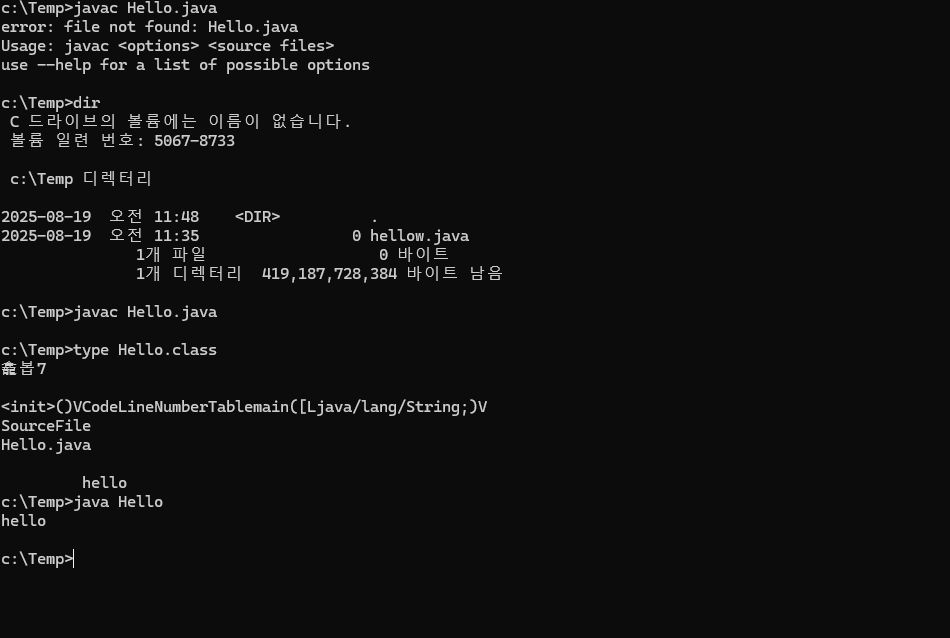 c:\Temp>javac Hello.java
error: file not found: Hello.java
Usage: javac <options> <source files>
use --help for a list of possible options
c:\Temp>dir
C 드라이브의 볼륨에는 이름이 없습니다.
볼륨 일련 번호: 5067-8733
c:\Temp 디렉터리
2025-08-19 오전 11:48 <DIR> .
2025-08-19 오전 11:35 0 hellow.java
1개 파일 0 바이트
1개 디렉터리 419,187,728,384 바이트 남음
c:\Temp>javac Hello.java
c:\Temp>type Hello.class
봅7
<init>()VCodeLineNumberTablemain([Ljava/lang/String;)V
SourceFile
Hello.java
hello
c:\Temp>java Hello
hello
c:\Temp>